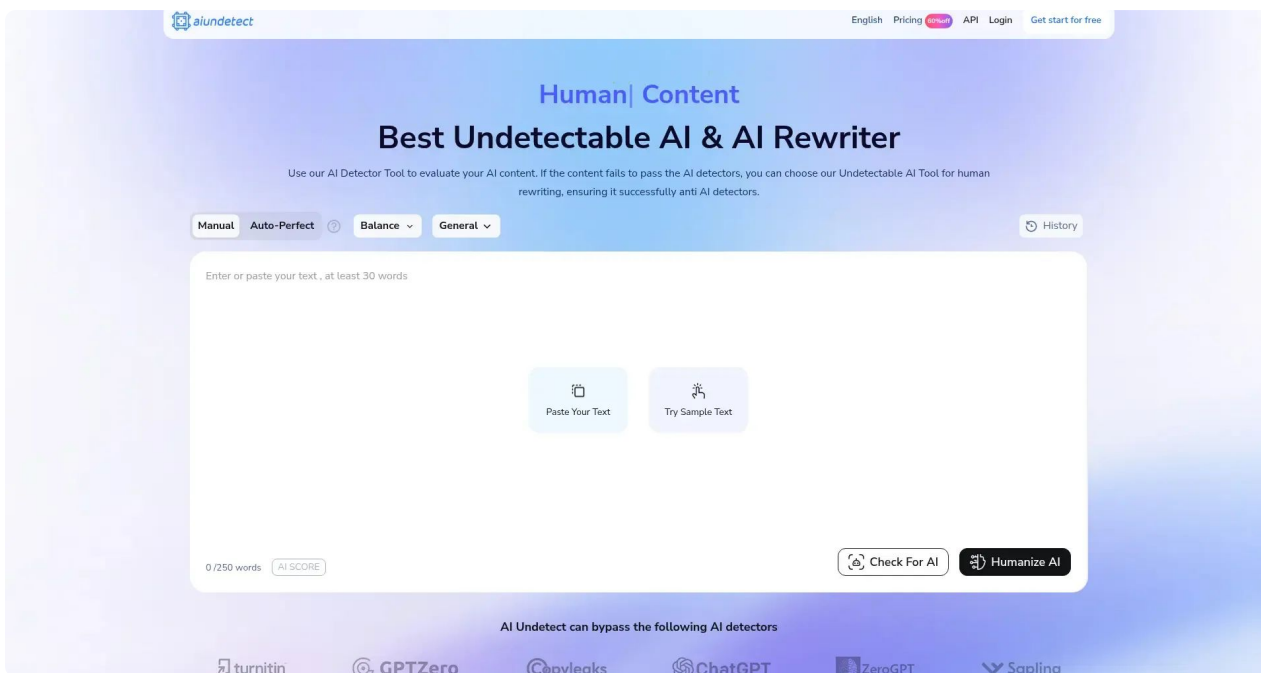 aiundetect
English Pricing 60%off API Login Get start for free
Human| Content
Best Undetectable AI & AI Rewriter
Use our AI Detector Tool to evaluate your AI content. If the content fails to pass the AI detectors, you can choose our Undetectable AI Tool for human
rewriting, ensuring it successfully anti AI detectors.
Manual Auto-Perfect ? Balance General History
Enter or paste your text , at least 30 words
Paste Your Text Try Sample Text
0 /250 words AI SCORE Check For AI Humanize AI
AI Undetect can bypass the following AI detectors
turnitin GPTZero Copyleaks ChatGPT ZeroGPT Sapling